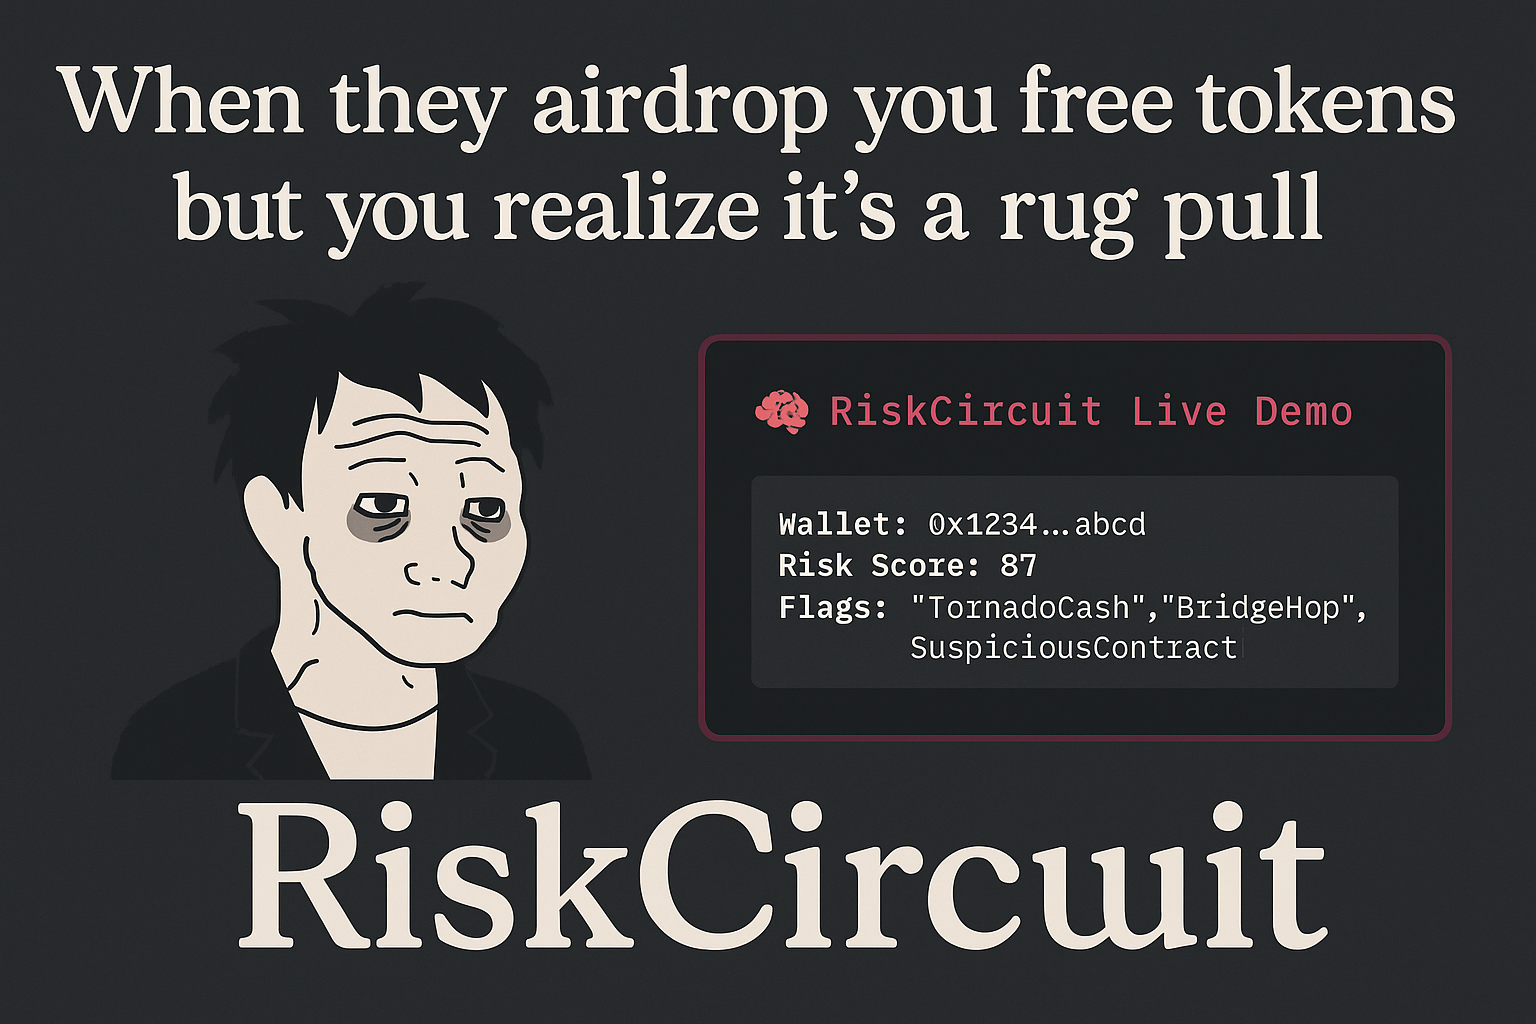 When they airdrop you free tokens
but you realize it’s a rug pull
RiskCircuit Live Demo
Wallet: 0x1234...abcd
Risk Score: 87
Flags: "TornadoCash","BridgeHop",
SuspiciousContract
RiskCircuit